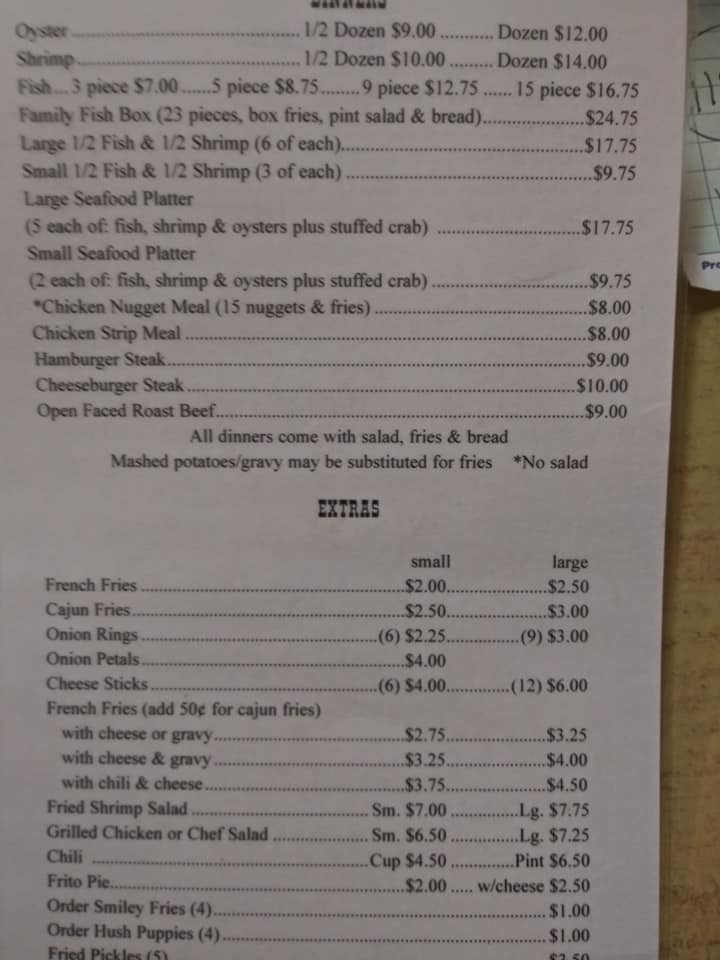 DINNERS
Oyster ............ 1/2 Dozen $9.00 ........... Dozen $12.00
Shrimp ............ 1/2 Dozen $10.00 ......... Dozen $14.00
Fish....3 piece $7.00......5 piece $8.75........9 piece $12.75 ...... 15 piece $16.75
Family Fish Box (23 pieces, box fries, pint salad & bread)....................$24.75
Large 1/2 Fish & 1/2 Shrimp (6 of each)....................$17.75
Small 1/2 Fish & 1/2 Shrimp (3 of each) ....................$9.75
Large Seafood Platter
(5 each of: fish, shrimp & oysters plus stuffed crab) ....................$17.75
Small Seafood Platter
(2 each of: fish, shrimp & oysters plus stuffed crab) ....................$9.75
*Chicken Nugget Meal (15 nuggets & fries) ....................$8.00
Chicken Strip Meal ....................$8.00
Hamburger Steak....................$9.00
Cheeseburger Steak ....................$10.00
Open Faced Roast Beef....................$9.00
All dinners come with salad, fries & bread
Mashed potatoes/gravy may be substituted for fries *No salad
EXTRAS
small large
French Fries ....................$2.00....................$2.50
Cajun Fries....................$2.50....................$3.00
Onion Rings ....................(6) $2.25...............(9) $3.00
Onion Petals....................$4.00
Cheese Sticks ....................(6) $4.00.............(12) $6.00
French Fries (add 50¢ for cajun fries)
with cheese or gravy....................$2.75....................$3.25
with cheese & gravy....................$3.25....................$4.00
with chili & cheese....................$3.75....................$4.50
Fried Shrimp Salad .................... Sm. $7.00 ...............Lg. $7.75
Grilled Chicken or Chef Salad .................... Sm. $6.50 ...............Lg. $7.25
Chili ....................Cup $4.50 .............Pint $6.50
Frito Pie....................$2.00 ..... w/cheese $2.50
Order Smiley Fries (4).................... $1.00
Order Hush Puppies (4).................... $1.00
Fried Pickles (5) $3.50